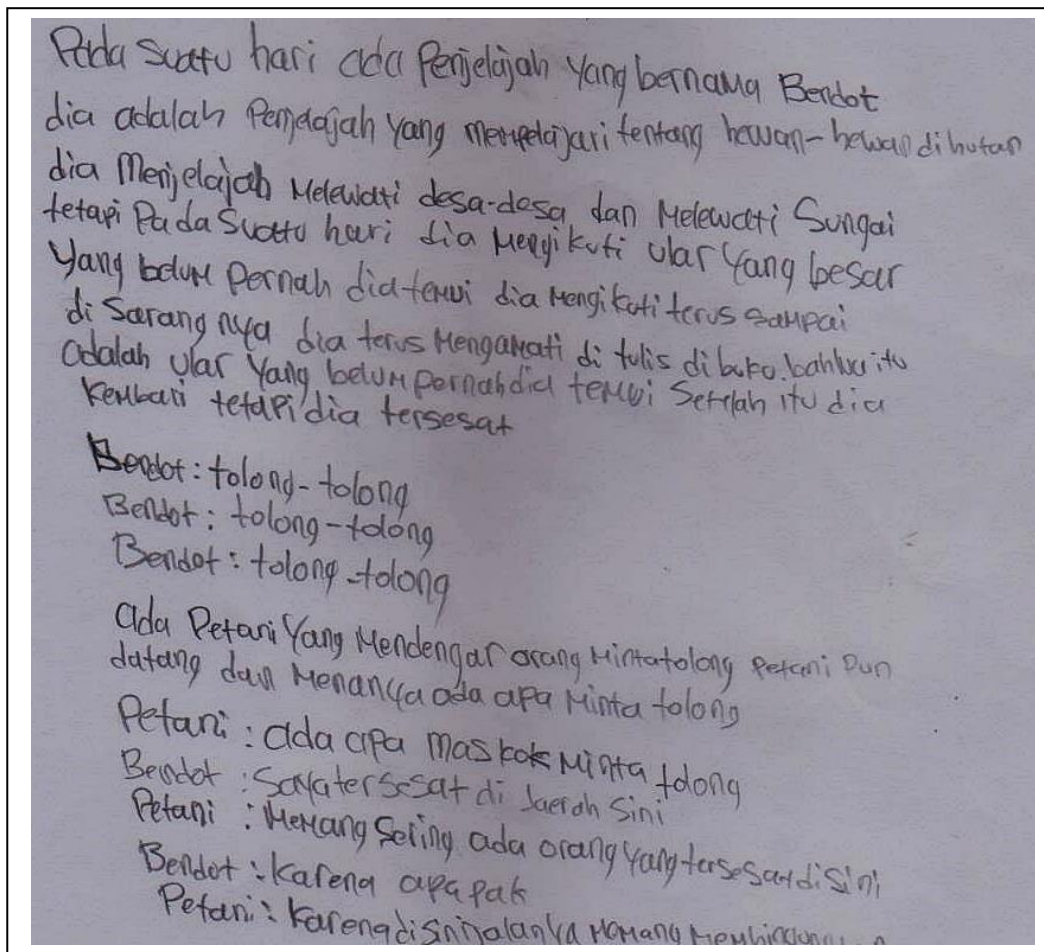 Pada Suatu hari ada Penjelajah Yang bernama Bendot
dia adalah Penjelajah Yang mempelajari tentang hewan-hewan di hutan
dia Menjelajah Melewati desa-desa dan Melewati Sungai
tetapi Pada Suatu hari dia Mengikuti ular Yang besar
Yang belum Pernah dia temui dia Mengikuti terus sampai
di Sarang nya dia terus Mengamati di tulis di buku bahwa itu
adalah ular Yang belum pernah dia temui Setelah itu dia
Kembali tetapi dia tersesat
Bendot: tolong-tolong
Bendot: tolong-tolong
Bendot: tolong-tolong
ada Petani Yang Mendengar orang Minta tolong Petani Pun
datang dan Menanya ada apa Minta tolong
Petani: ada apa mas kok Minta tolong
Bendot: Saya tersesat di daerah Sini
Petani: Memang Sering ada orang Yang tersesat di Sini
Bendot: Karena apa pak
Petani: Karena disini jalanya Memang